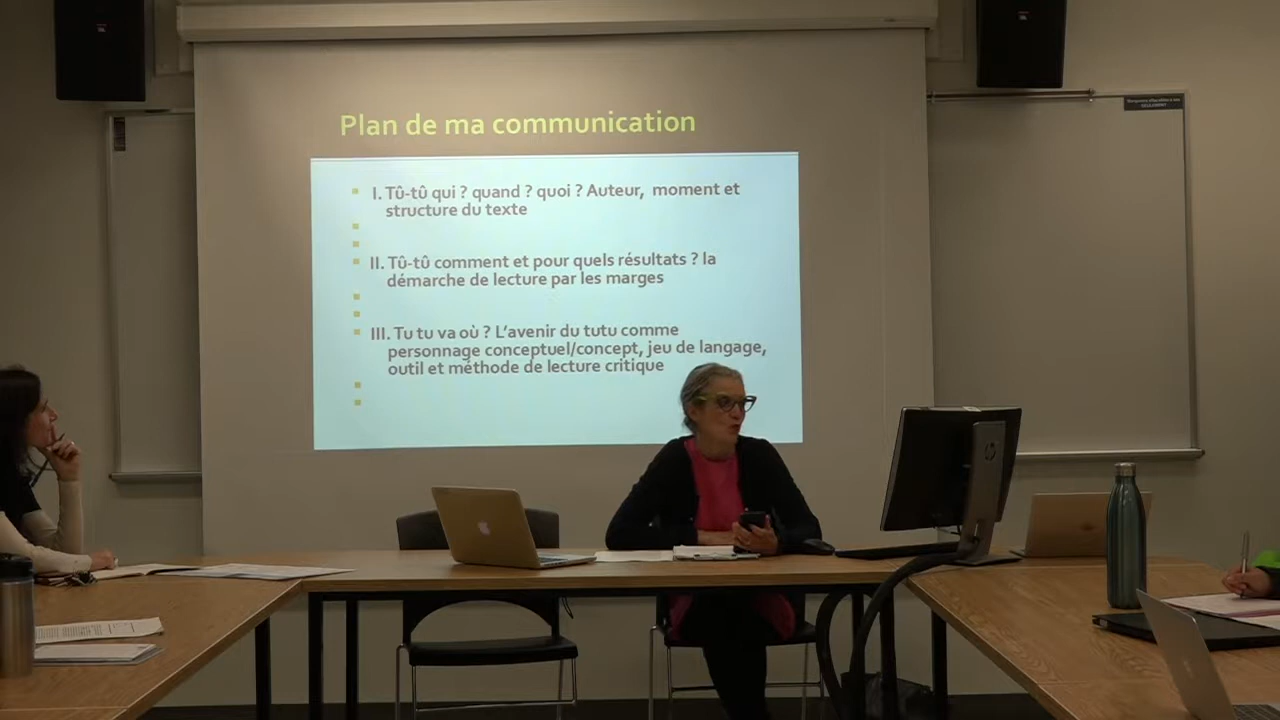 Plan de ma communication
I. Tû-tû qui ? quand ? quoi ? Auteur, moment et
structure du texte
II. Tû-tû comment et pour quels résultats ? la
démarche de lecture par les marges
III. Tu tu va où ? L'avenir du tutu comme
personnage conceptuel/concept, jeu de langage,
outil et méthode de lecture critique
hp